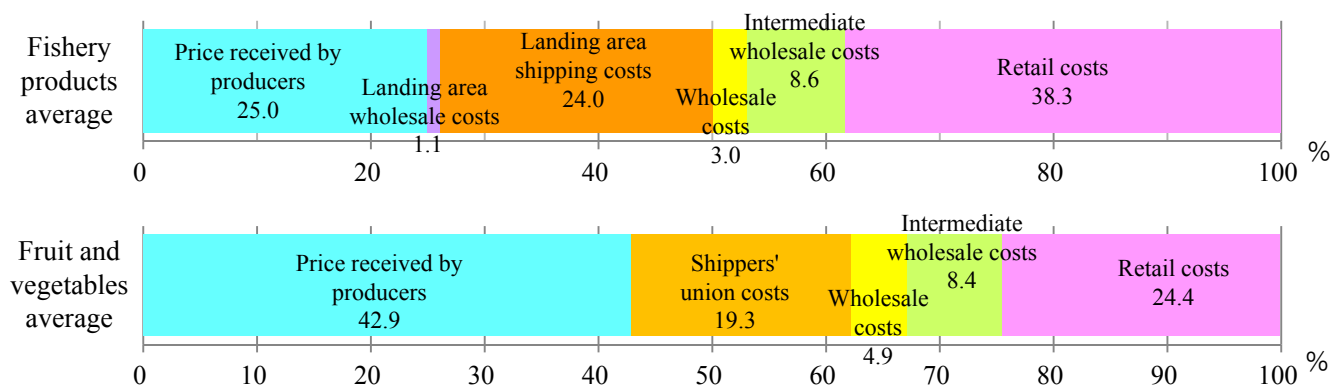 Fishery
products
average
Price received by
producers
25.0
Landing area
wholesale costs
1.1
Landing area
shipping costs
24.0
Wholesale
costs
3.0
Intermediate
wholesale costs
8.6
Retail costs
38.3
0 20 40 60 80 100 %
Fruit and
vegetables
average
Price received by
producers
42.9
Shippers'
union costs
19.3
Wholesale
costs
4.9
Intermediate
wholesale costs
8.4
Retail costs
24.4
0 10 20 30 40 50 60 70 80 90 100 %